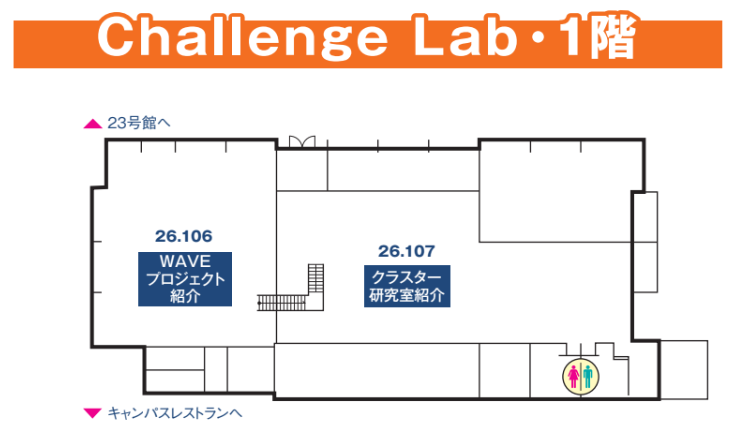 Challenge Lab・1階
23号館へ
26.106
WAVE
プロジェクト
紹介
26.107
クラスター
研究室紹介
キャンパスレストランへ